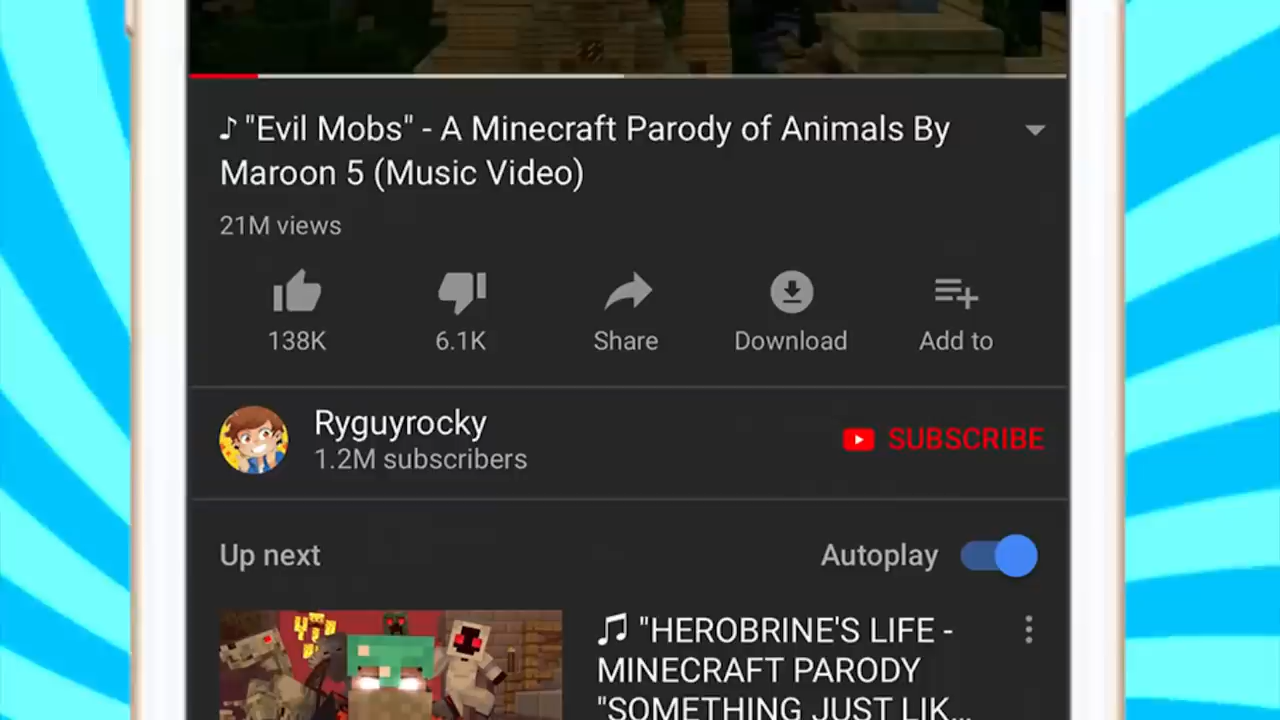 ♪ "Evil Mobs" - A Minecraft Parody of Animals By
Maroon 5 (Music Video)
21M views
138K
6.1K
Share
Download
Add to
Ryguyrocky
1.2M subscribers
SUBSCRIBE
Up next
Autoplay
🎵 "HEROBRINE'S LIFE -
MINECRAFT PARODY
"SOMETHING JUST LIK...